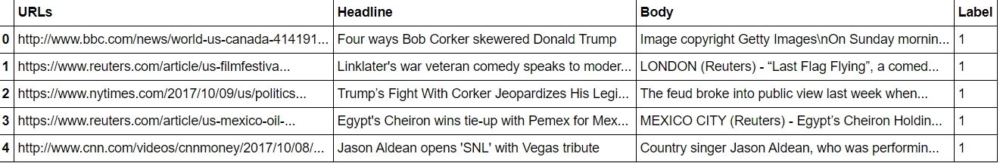 URLs Headline Body Label
0 http://www.bbc.com/news/world-us-canada-414191... Four ways Bob Corker skewered Donald Trump Image copyright Getty Images\nOn Sunday mornin... 1
1 https://www.reuters.com/article/us-filmfestiva... Linklater's war veteran comedy speaks to moder... LONDON (Reuters) - “Last Flag Flying”, a comed... 1
2 https://www.nytimes.com/2017/10/09/us/politics... Trump’s Fight With Corker Jeopardizes His Legi... The feud broke into public view last week when... 1
3 https://www.reuters.com/article/us-mexico-oil-... Egypt's Cheiron wins tie-up with Pemex for Mex... MEXICO CITY (Reuters) - Egypt’s Cheiron Holdin... 1
4 http://www.cnn.com/videos/cnnmoney/2017/10/08/... Jason Aldean opens 'SNL' with Vegas tribute Country singer Jason Aldean, who was performin... 1